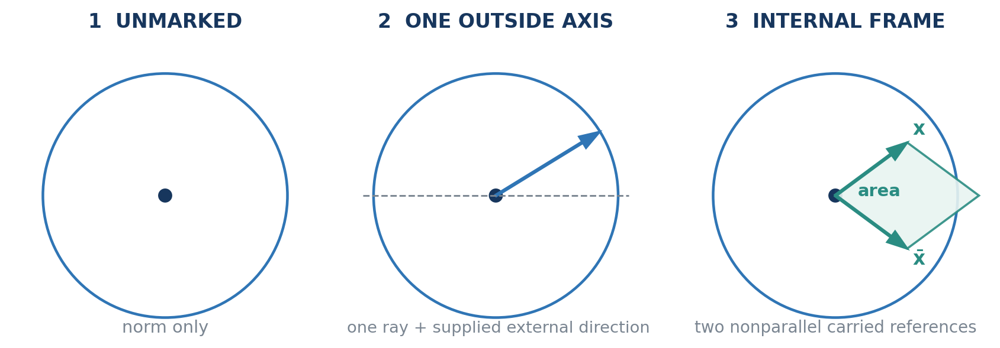 1 UNMARKED
2 ONE OUTSIDE AXIS
3 INTERNAL FRAME
x
area
x̄
norm only
one ray + supplied external direction
two nonparallel carried references